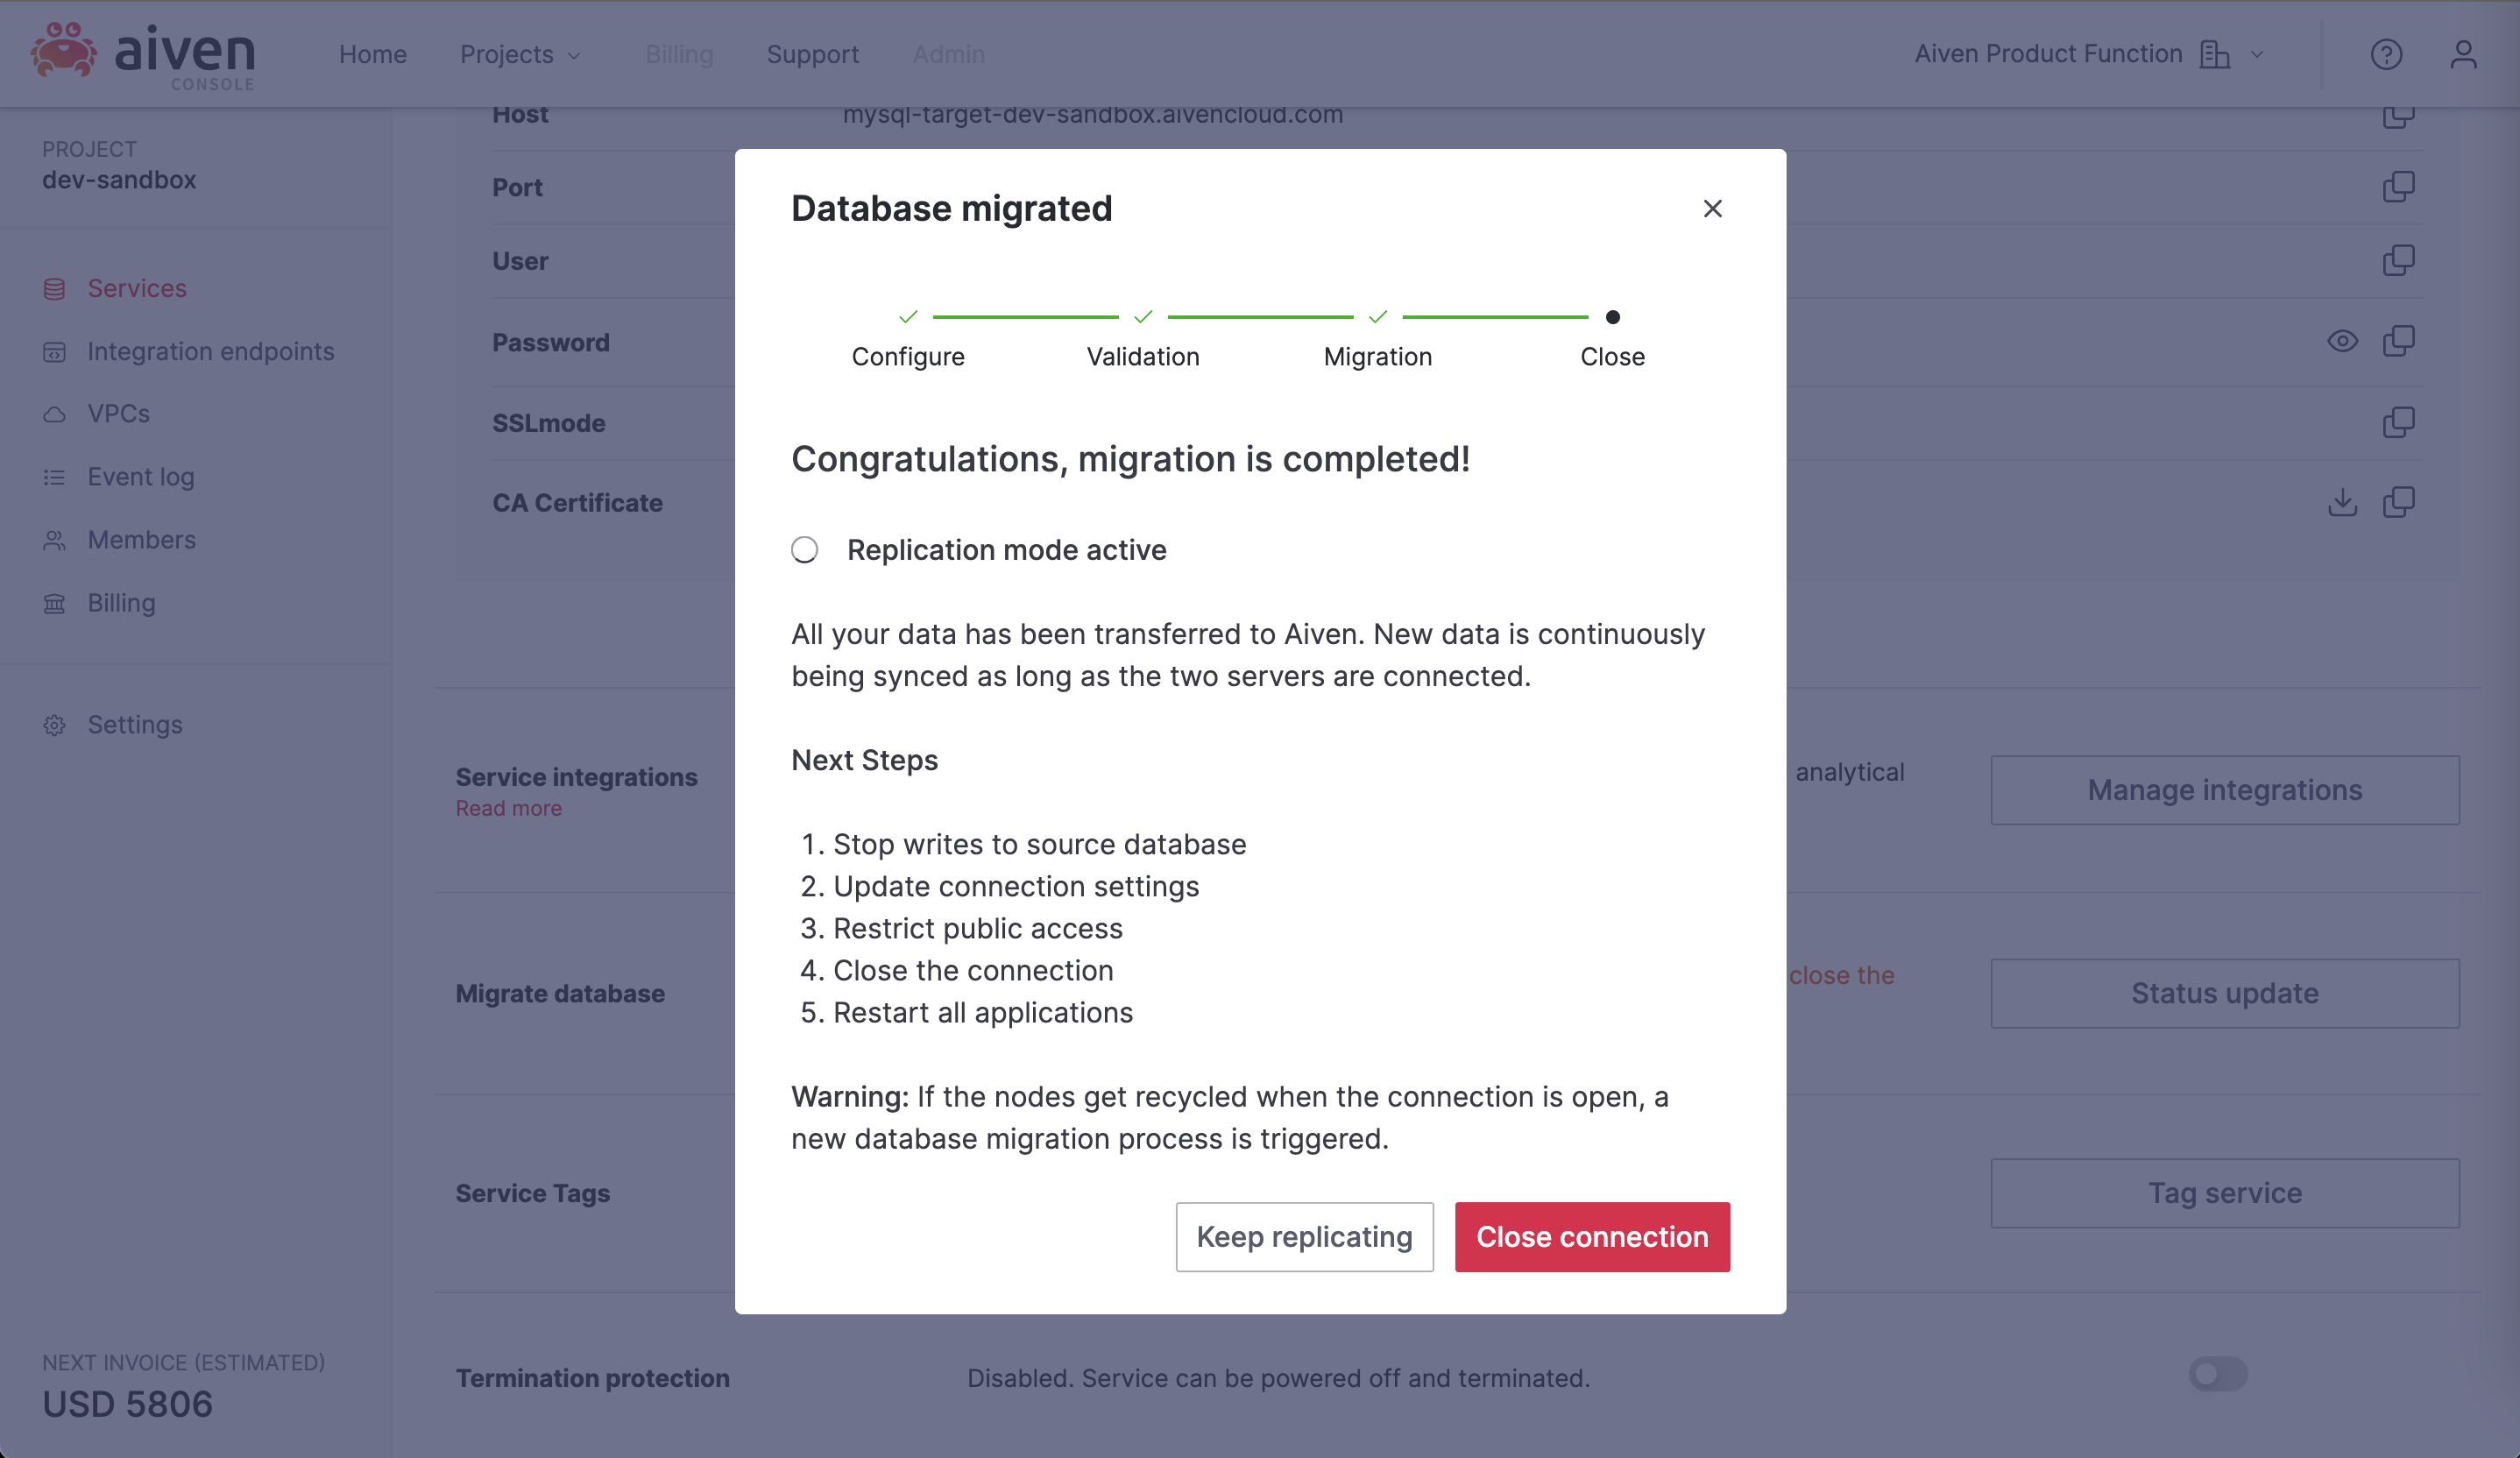 aiven
CONSOLE
Home
Projects
Billing
Support
Admin
Aiven Product Function
PROJECT
dev-sandbox
Services
Integration endpoints
VPCs
Event log
Members
Billing
Settings
NEXT INVOICE (ESTIMATED)
USD 5806
Host
mysql-target-dev-sandbox.aivencloud.com
Port
User
Password
SSLmode
CA Certificate
Service integrations
Read more
analytical
Manage integrations
Migrate database
close the
Status update
Service Tags
Tag service
Termination protection
Disabled. Service can be powered off and terminated.
Database migrated
Configure
Validation
Migration
Close
Congratulations, migration is completed!
Replication mode active
All your data has been transferred to Aiven. New data is continuously
being synced as long as the two servers are connected.
Next Steps
1. Stop writes to source database
2. Update connection settings
3. Restrict public access
4. Close the connection
5. Restart all applications
Warning: If the nodes get recycled when the connection is open, a
new database migration process is triggered.
Keep replicating
Close connection